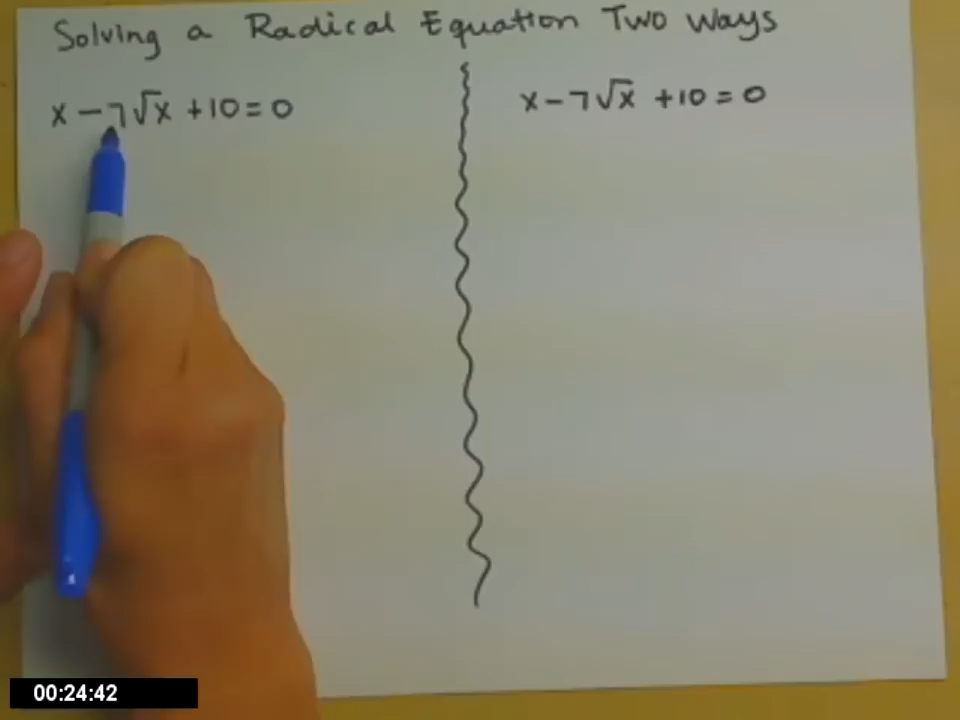 Solving a Radical Equation Two Ways
x - 7√x + 10 = 0
x - 7√x + 10 = 0
00:24:42